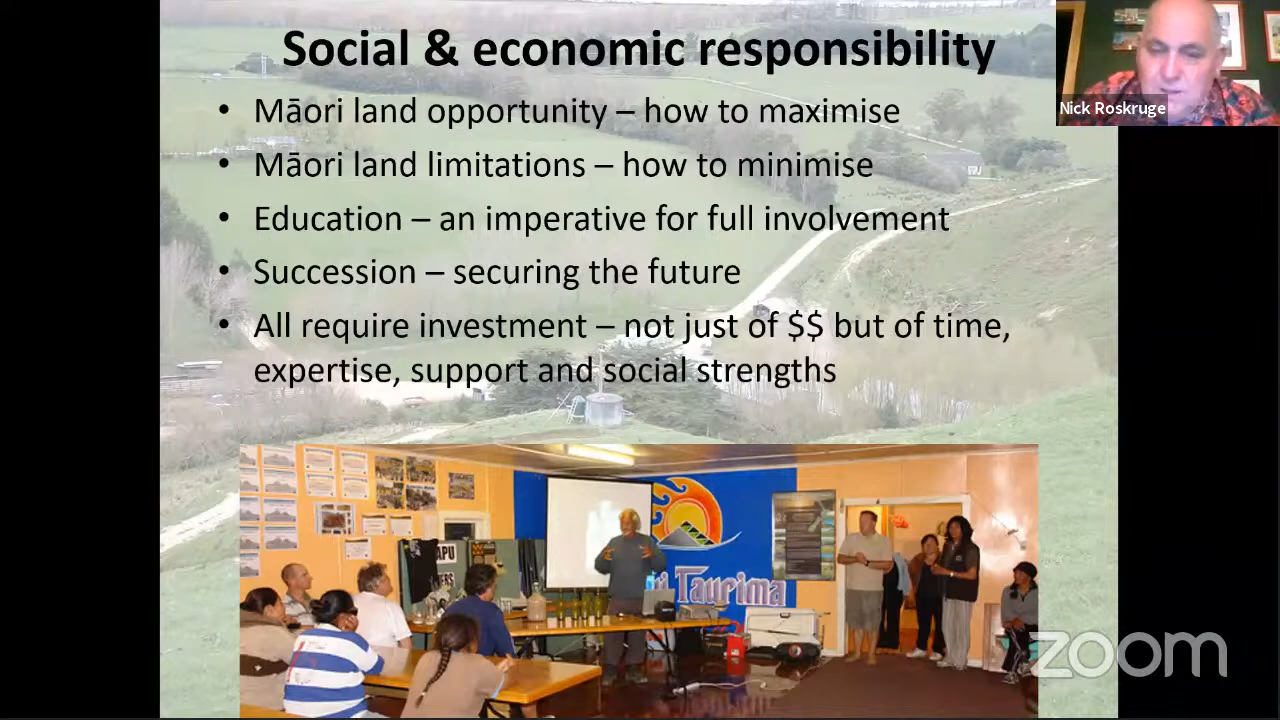 Social & economic responsibility
Nick Roskruge
• Māori land opportunity – how to maximise
• Māori land limitations – how to minimise
• Education – an imperative for full involvement
• Succession – securing the future
• All require investment – not just of $$ but of time,
expertise, support and social strengths
Taurima
zoom